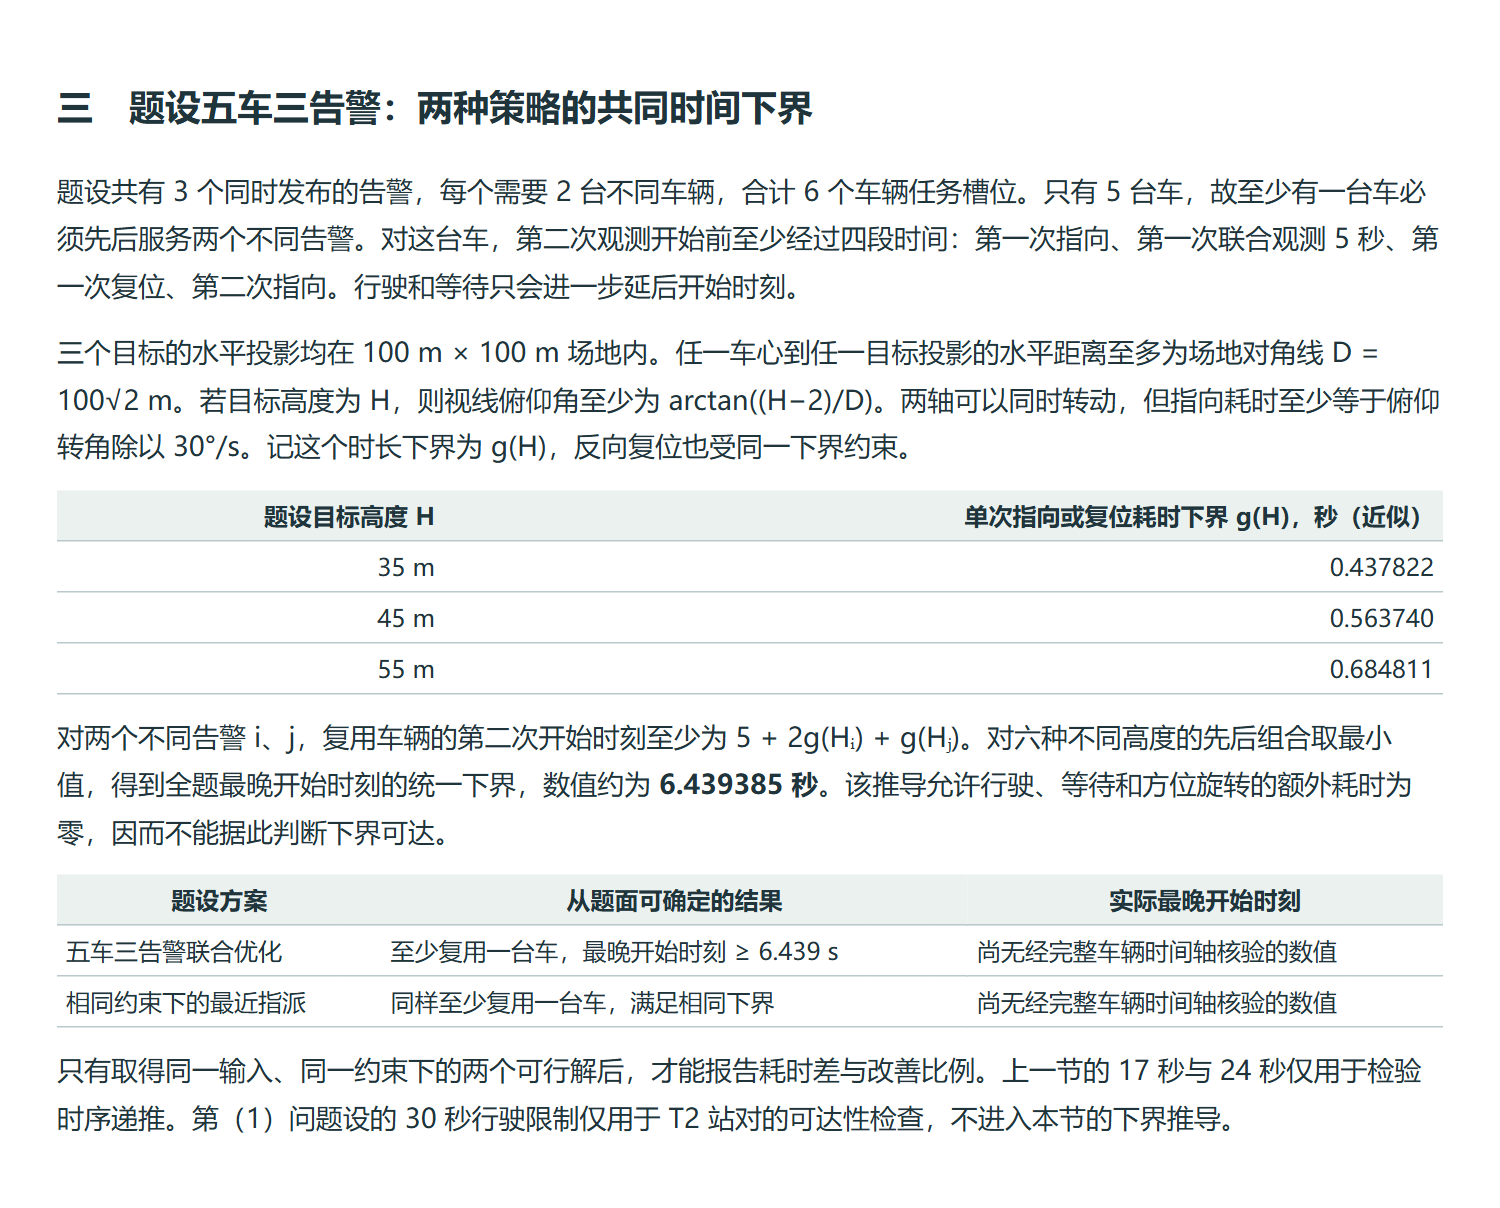 三　题设五车三告警：两种策略的共同时间下界
题设共有 3 个同时发布的告警，每个需要 2 台不同车辆，合计 6 个车辆任务槽位。只有 5 台车，故至少有一台车必
须先后服务两个不同告警。对这台车，第二次观测开始前至少经过四段时间：第一次指向、第一次联合观测 5 秒、第
一次复位、第二次指向。行驶和等待只会进一步延后开始时刻。
三个目标的水平投影均在 100 m × 100 m 场地内。任一车心到任一目标投影的水平距离至多为场地对角线 D =
100√2 m。若目标高度为 H，则视线俯仰角至少为 arctan((H−2)/D)。两轴可以同时转动，但指向耗时至少等于俯仰
转角除以 30°/s。记这个时长下界为 g(H)，反向复位也受同一下界约束。
题设目标高度 H 单次指向或复位耗时下界 g(H)，秒（近似）
35 m 0.437822
45 m 0.563740
55 m 0.684811
对两个不同告警 i、j，复用车辆的第二次开始时刻至少为 5 + 2g(Hᵢ) + g(Hⱼ)。对六种不同高度的先后组合取最小
值，得到全题最晚开始时刻的统一下界，数值约为 6.439385 秒。该推导允许行驶、等待和方位旋转的额外耗时为
零，因而不能据此判断下界可达。
题设方案 从题面可确定的结果 实际最晚开始时刻
五车三告警联合优化 至少复用一台车，最晚开始时刻 ≥ 6.439 s 尚无经完整车辆时间轴核验的数值
相同约束下的最近指派 同样至少复用一台车，满足相同下界 尚无经完整车辆时间轴核验的数值
只有取得同一输入、同一约束下的两个可行解后，才能报告耗时差与改善比例。上一节的 17 秒与 24 秒仅用于检验
时序递推。第（1）问题设的 30 秒行驶限制仅用于 T2 站对的可达性检查，不进入本节的下界推导。